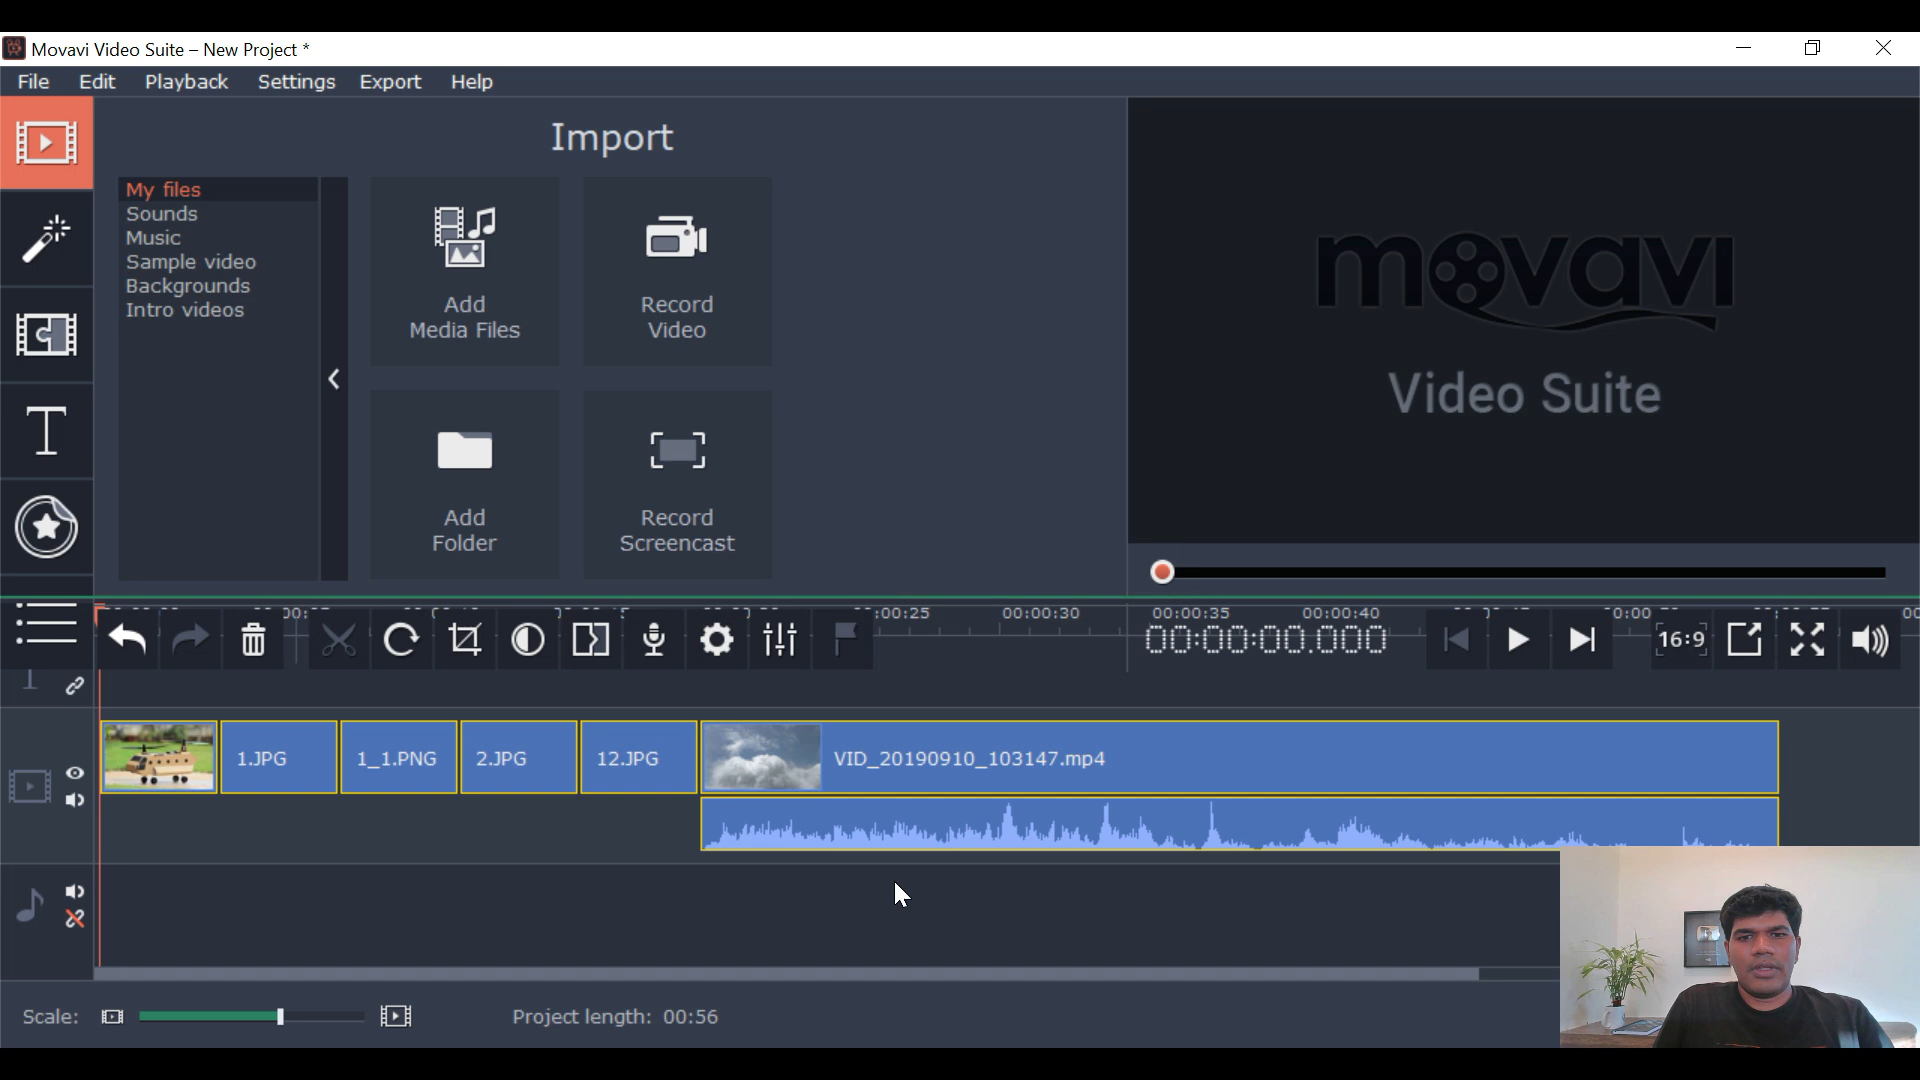 Movavi Video Suite – New Project *
File Edit Playback Settings Export Help
Import
My files
Sounds
Music
Sample video
Backgrounds
Intro videos
Add
Media Files
Record
Video
Add
Folder
Record
Screencast
movavi
Video Suite
:00:25 00:00:30 00:00:35 00:00:40
00:00:00.000
16:9
1.JPG
1_1.PNG
2.JPG
12.JPG
VID_20190910_103147.mp4
Scale:
Project length: 00:56